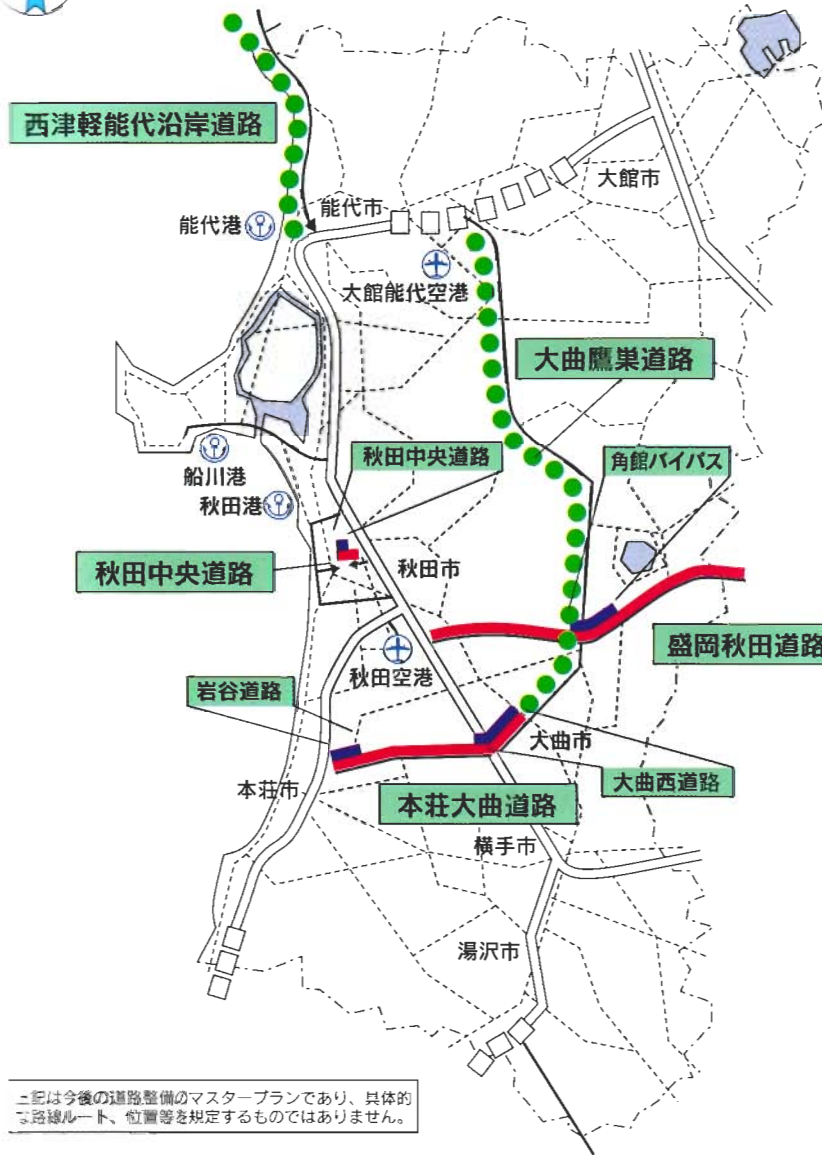 西津軽能代沿岸道路
大館市
能代市
能代港
大館能代空港
大曲鷹巣道路
秋田中央道路
角館バイパス
船川港
秋田港
秋田中央道路
秋田市
盛岡秋田道路
秋田空港
岩谷道路
大曲市
大曲西道路
本荘市
本荘大曲道路
横手市
湯沢市
上記は今後の道路整備のマスタープランであり、具体的
な路線ルート、位置等を規定するものではありません。